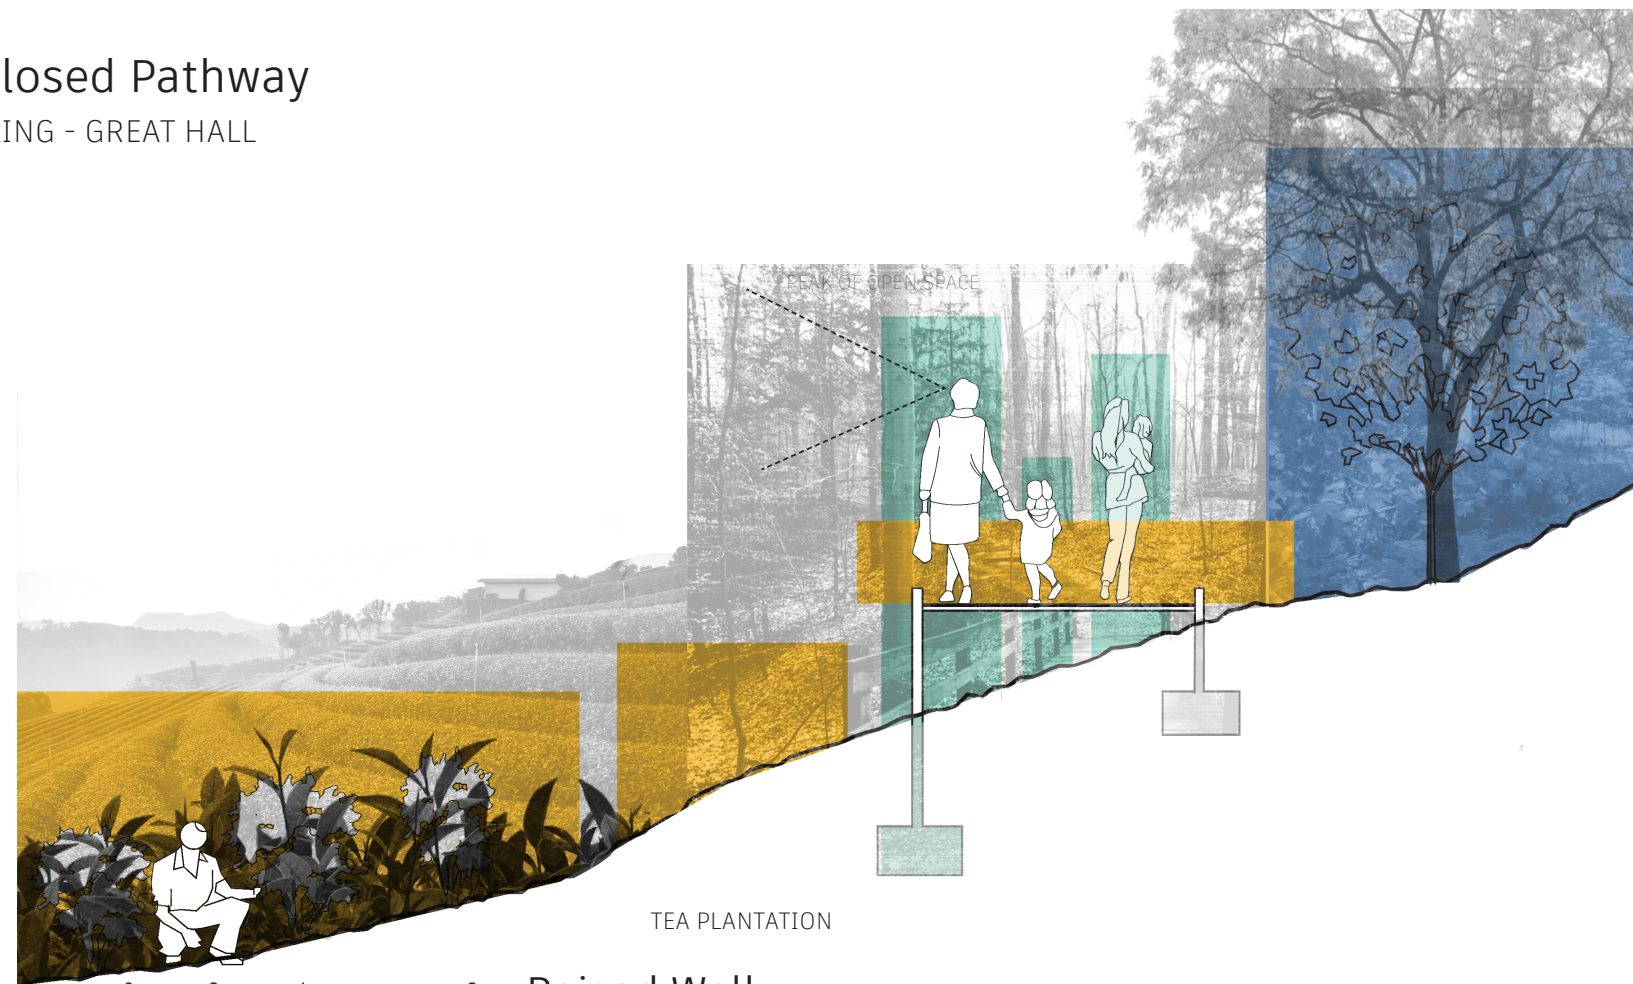 losed Pathway
ING - GREAT HALL
PEAK OF OPEN SPACE
TEA PLANTATION